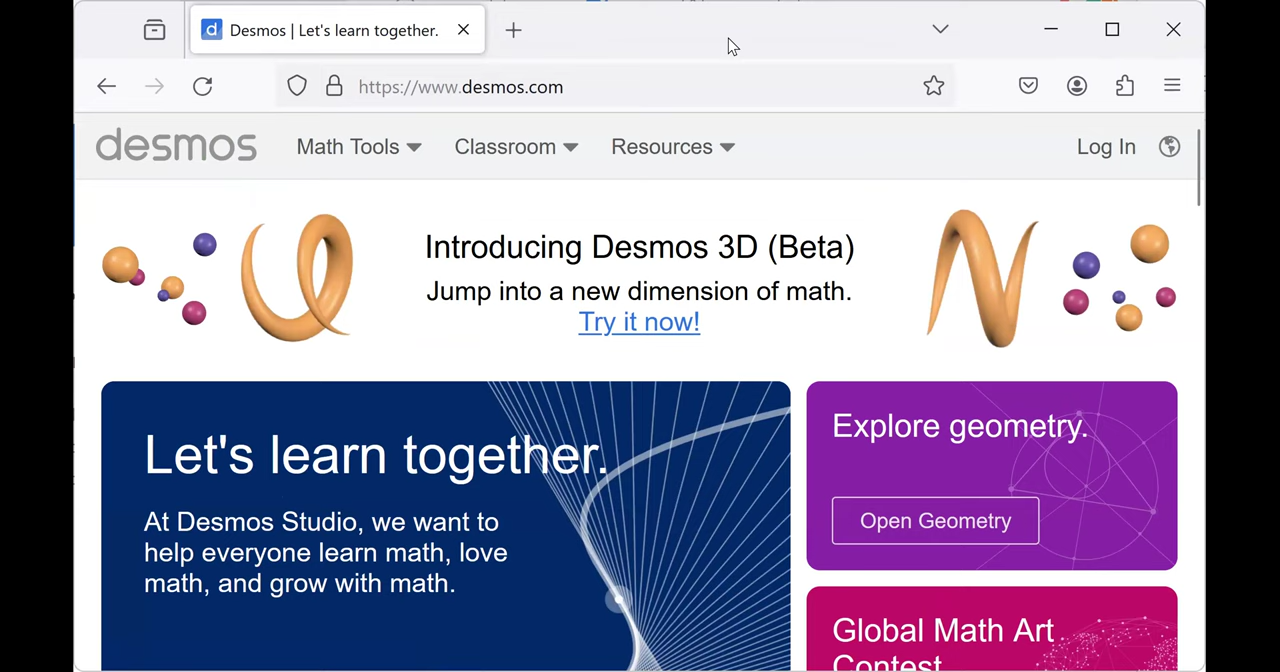 Desmos | Let's learn together.
https://www.desmos.com
desmos Math Tools Classroom Resources Log In
Introducing Desmos 3D (Beta)
Jump into a new dimension of math.
Try it now!
Let's learn together.
At Desmos Studio, we want to
help everyone learn math, love
math, and grow with math.
Explore geometry.
Open Geometry
Global Math Art
Contest